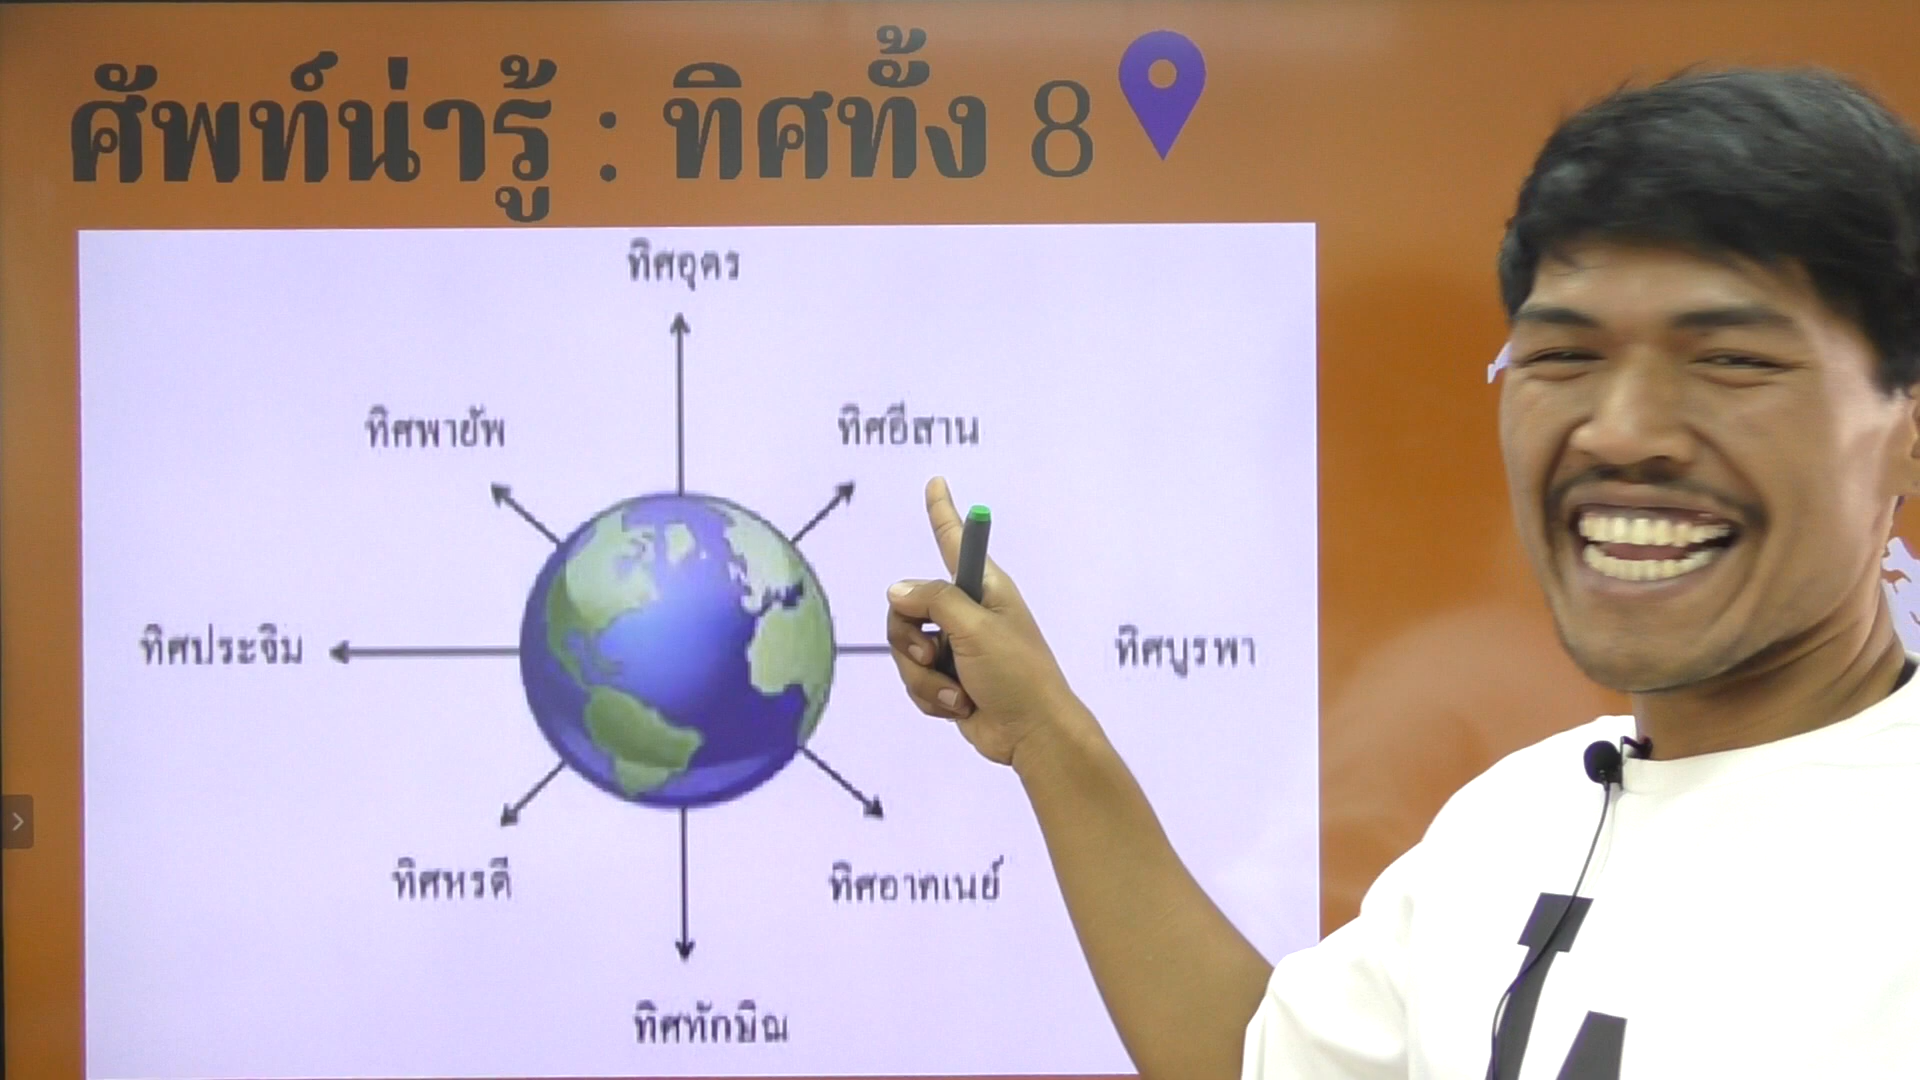 ศัพท์น่ารู้ : ทิศทั้ง 8
ทิศอุดร
ทิศพายัพ
ทิศอีสาน
ทิศประจิม
ทิศบูรพา
ทิศหรดี
ทิศอาคเนย์
ทิศทักษิณ